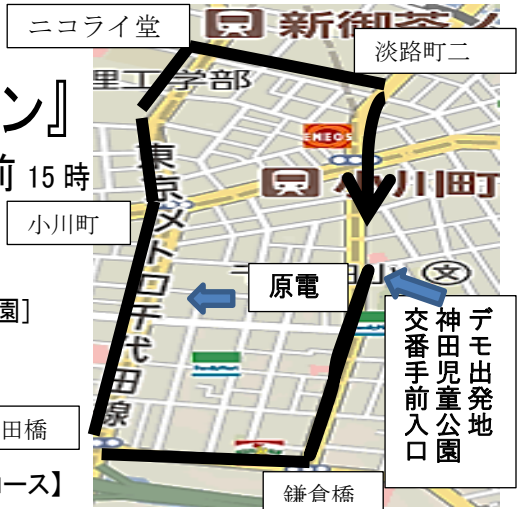 ニコライ堂
新御茶ノ
淡路町二
理工学部
ン』
ENEOS
前 15 時
東京メトロ千代田線
小川町
小川町
原電
園]
デモ出発地
神田児童公園
交番手前入口
田橋
コース】
鎌倉橋